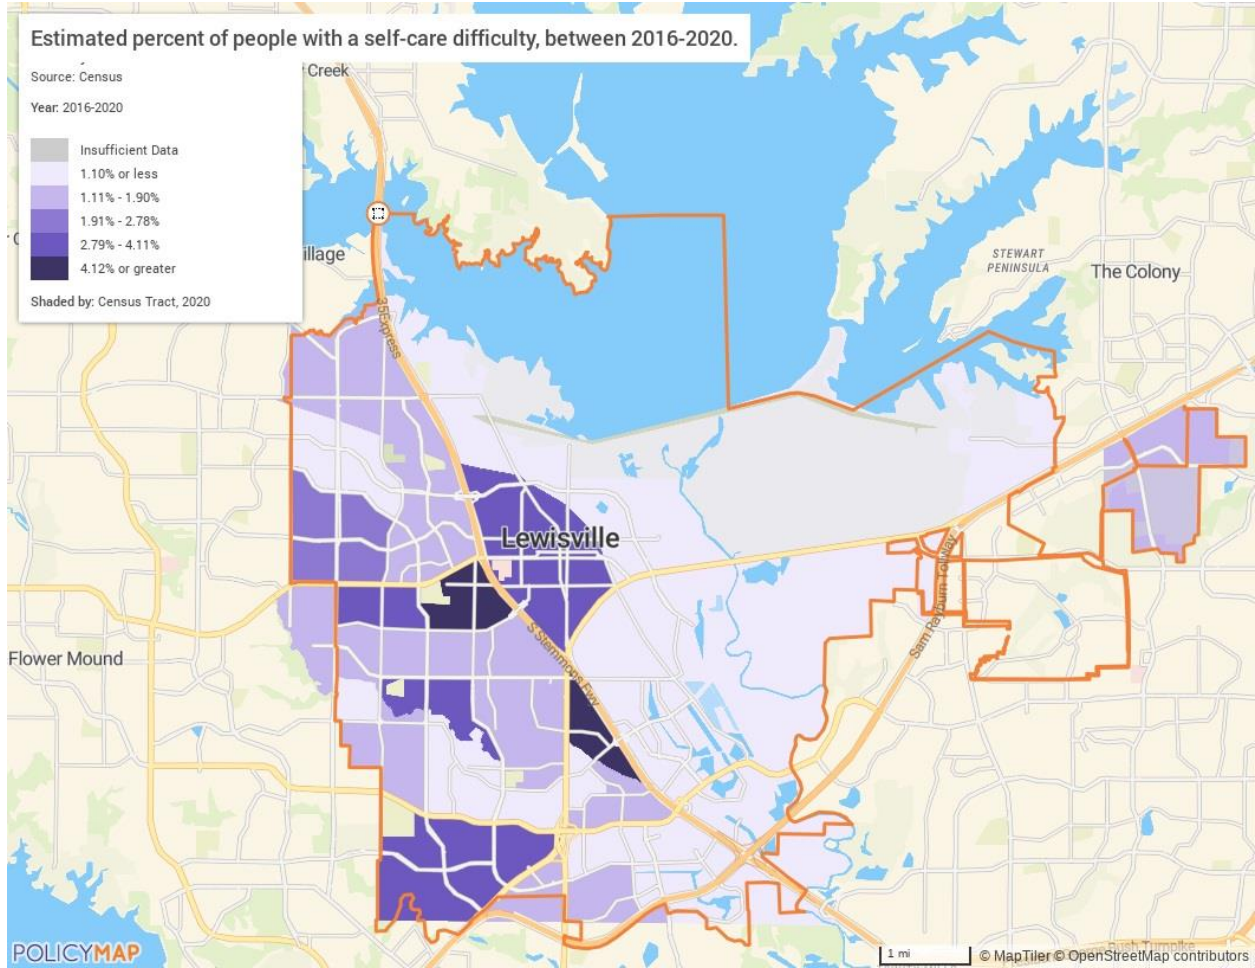 Estimated percent of people with a self-care difficulty, between 2016-2020.
Source: Census
Year: 2016-2020
Insufficient Data
1.10% or less
1.11% - 1.90%
1.91% - 2.78%
2.79% - 4.11%
4.12% or greater
Shaded by: Census Tract, 2020
Creek
illage
35Express
STEWART
PENINSULA
The Colony
Lewisville
S Stemmons Fwy
Sam Rayburn Tollway
Flower Mound
POLICYMAP
1 mi
Bush Turnpike
© MapTiler © OpenStreetMap contributors